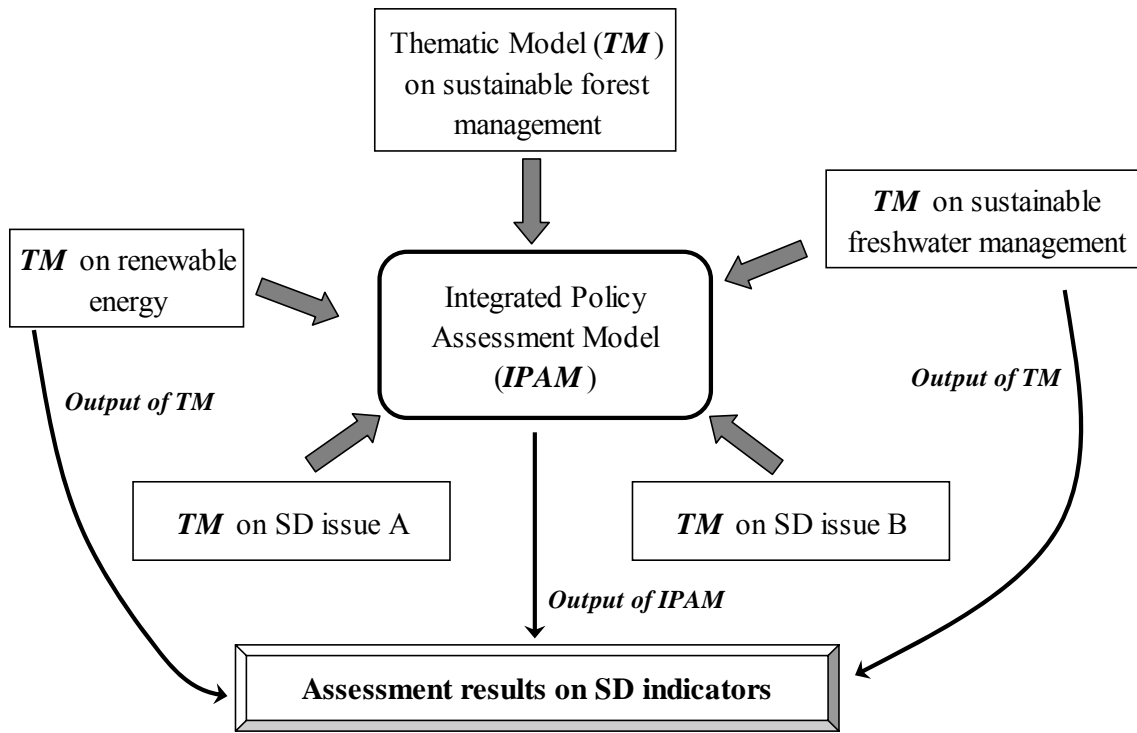 Thematic Model (TM)
on sustainable forest
management
TM on sustainable
freshwater management
TM on renewable
energy
Integrated Policy
Assessment Model
(IPAM)
Output of TM
Output of TM
TM on SD issue A
TM on SD issue B
Output of IPAM
Assessment results on SD indicators